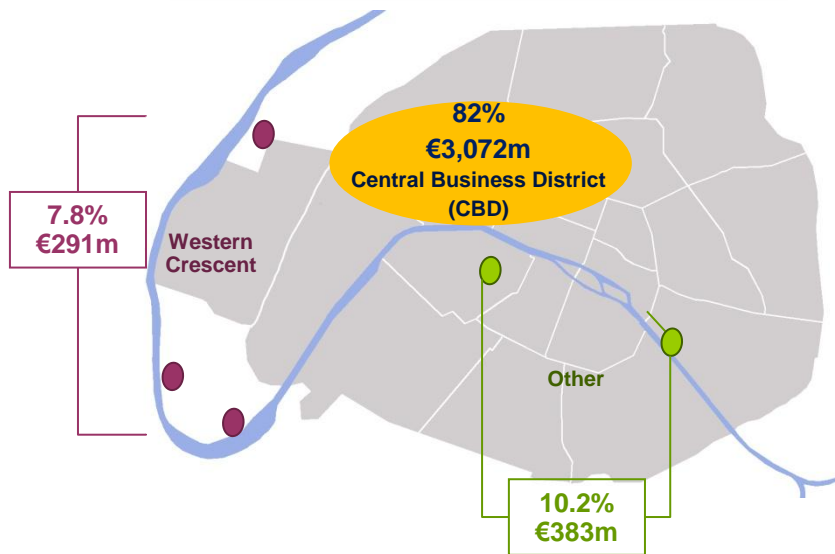 82%
€3,072m
Central Business District
(CBD)
7.8%
€291m
Western
Crescent
Other
10.2%
€383m